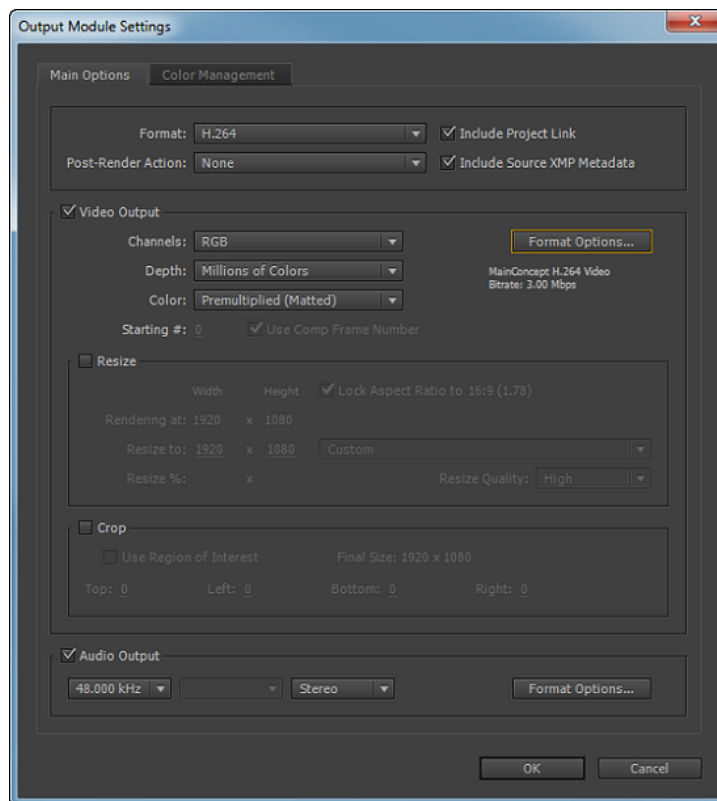 Output Module Settings
Main Options Color Management
Format: H.264 Include Project Link
Post-Render Action: None Include Source XMP Metadata
Video Output
Channels: RGB Format Options...
Depth: Millions of Colors MainConcept H.264 Video
Bitrate: 3.00 Mbps
Color: Premultiplied (Matted)
Starting #: 0 Use Comp Frame Number
Resize
Width Height Lock Aspect Ratio to 16:9 (1.78)
Rendering at: 1920 x 1080
Resize to: 1920 x 1080 Custom
Resize %: x Resize Quality: High
Crop
Use Region of Interest Final Size: 1920 x 1080
Top: 0 Left: 0 Bottom: 0 Right: 0
Audio Output
48.000 kHz Stereo Format Options...
OK Cancel